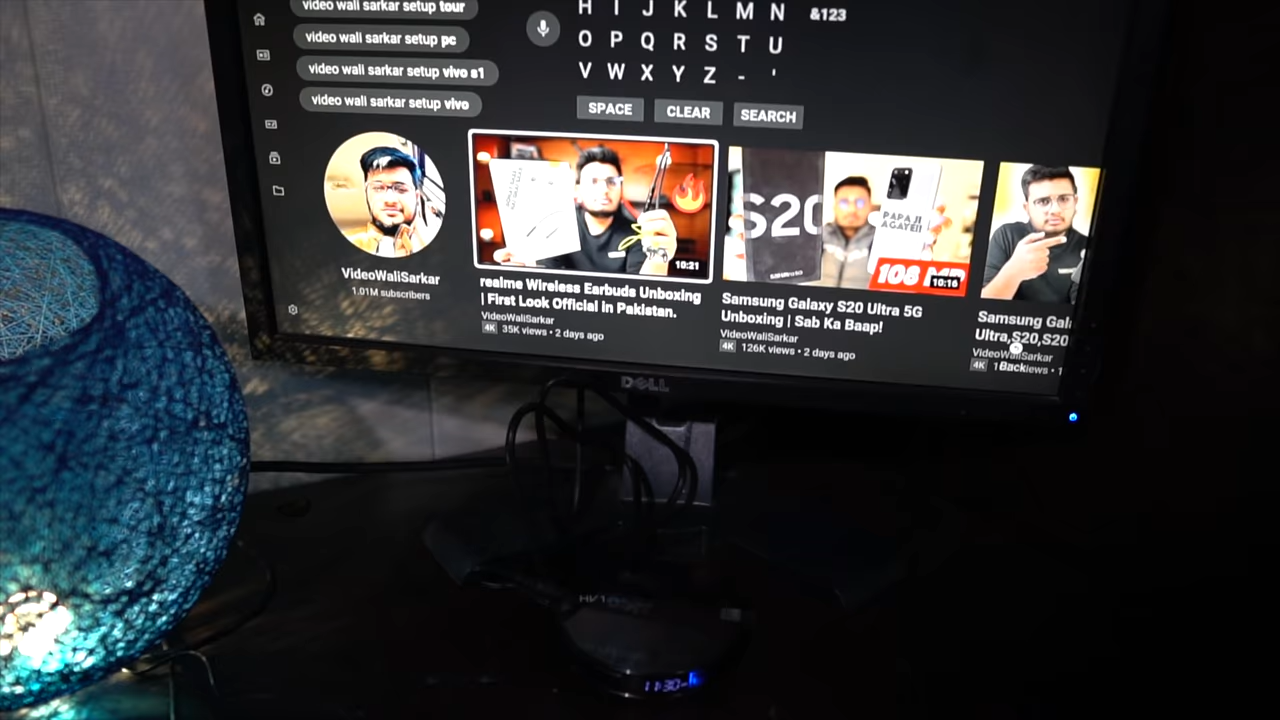 video wali sarkar setup tour
video wali sarkar setup pc
video wali sarkar setup vivo s1
video wali sarkar setup vivo
H I J K L M N &123
O P Q R S T U
V W X Y Z - '
SPACE CLEAR SEARCH
VideoWaliSarkar
1.01M subscribers
10:21
realme Wireless Earbuds Unboxing
| First Look Official in Pakistan.
VideoWaliSarkar
4K 35K views • 2 days ago
S20
PAPA JI
AGAYE!!
108 MP
10:16
Samsung Galaxy S20 Ultra 5G
Unboxing | Sab Ka Baap!
VideoWaliSarkar
4K 126K views • 2 days ago
Samsung Gal
Ultra,S20,S20
VideoWaliSarkar
4K
Back
DELL
11:30